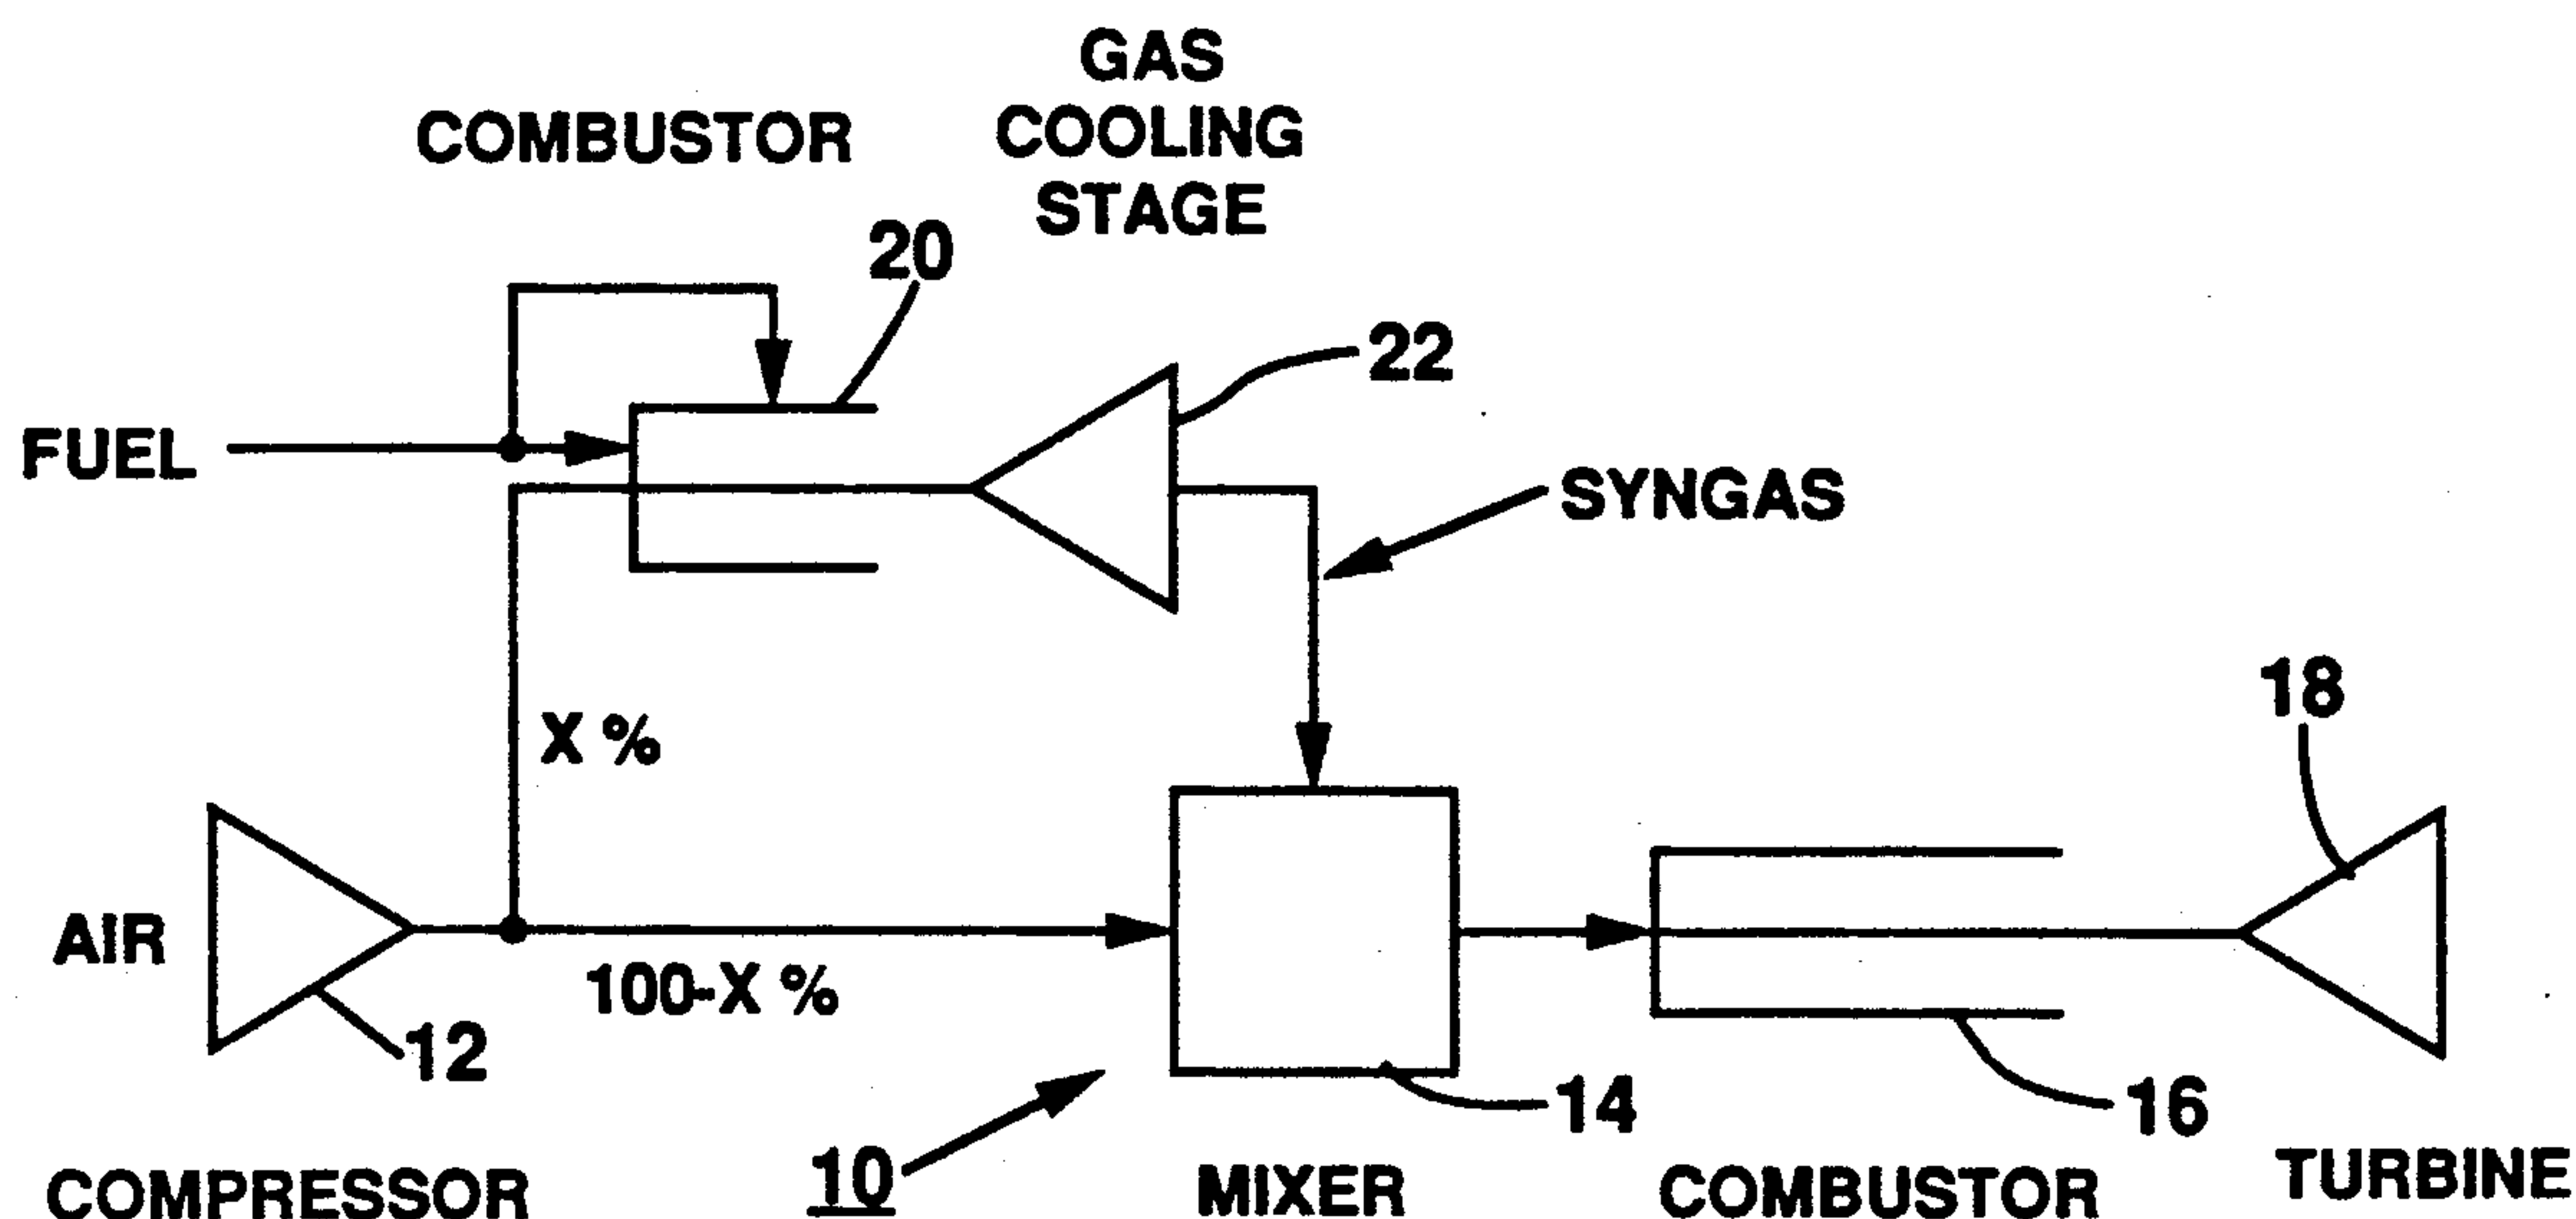 GAS
COOLING
STAGE
COMBUSTOR
20
22
FUEL
SYNGAS
18
X %
AIR
100-X %
12
14
16
10
COMPRESSOR
MIXER
COMBUSTOR
TURBINE